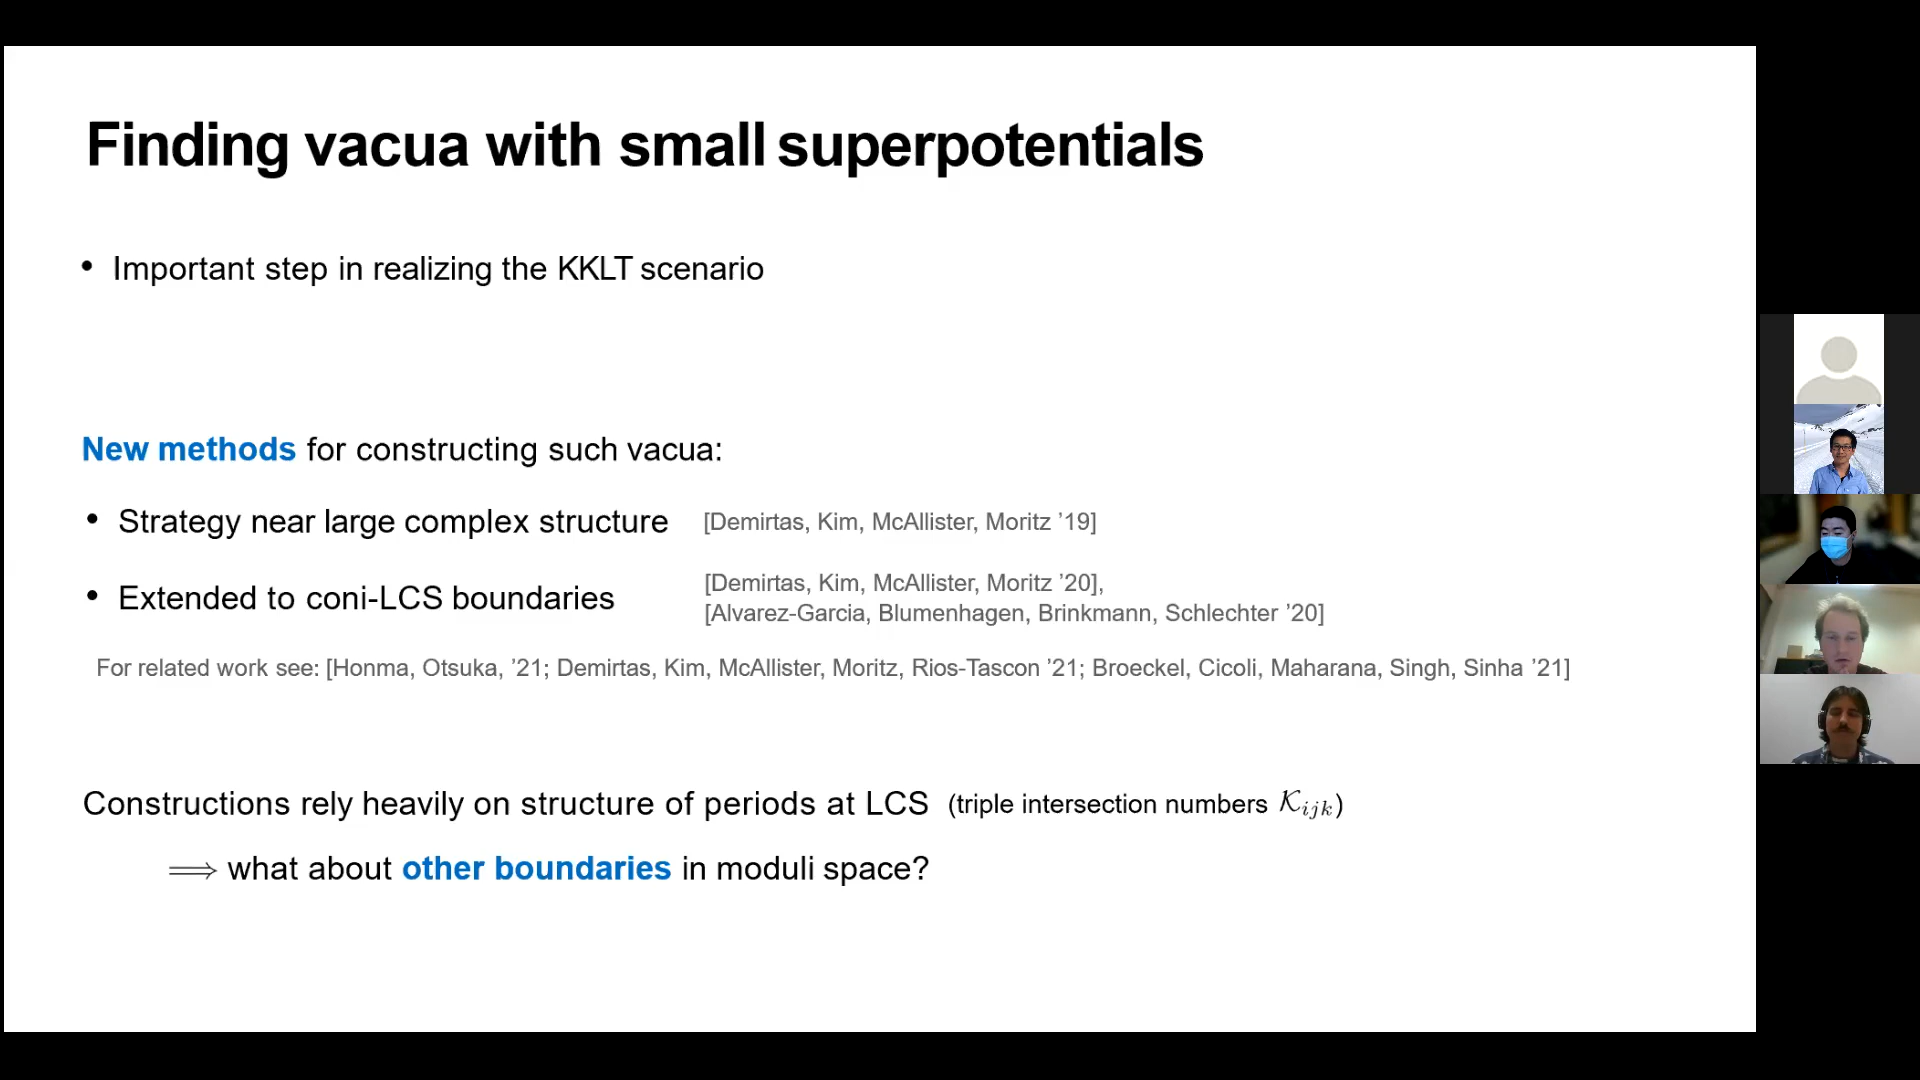 Finding vacua with small superpotentials
• Important step in realizing the KKLT scenario
New methods for constructing such vacua:
• Strategy near large complex structure [Demirtas, Kim, McAllister, Moritz ’19]
• Extended to coni-LCS boundaries [Demirtas, Kim, McAllister, Moritz ’20],
[Alvarez-Garcia, Blumenhagen, Brinkmann, Schlechter ’20]
For related work see: [Honma, Otsuka, ’21; Demirtas, Kim, McAllister, Moritz, Rios-Tascon ’21; Broeckel, Cicoli, Maharana, Singh, Sinha ’21]
Constructions rely heavily on structure of periods at LCS (triple intersection numbers 𝒦ᵢⱼₖ)
⟹ what about other boundaries in moduli space?